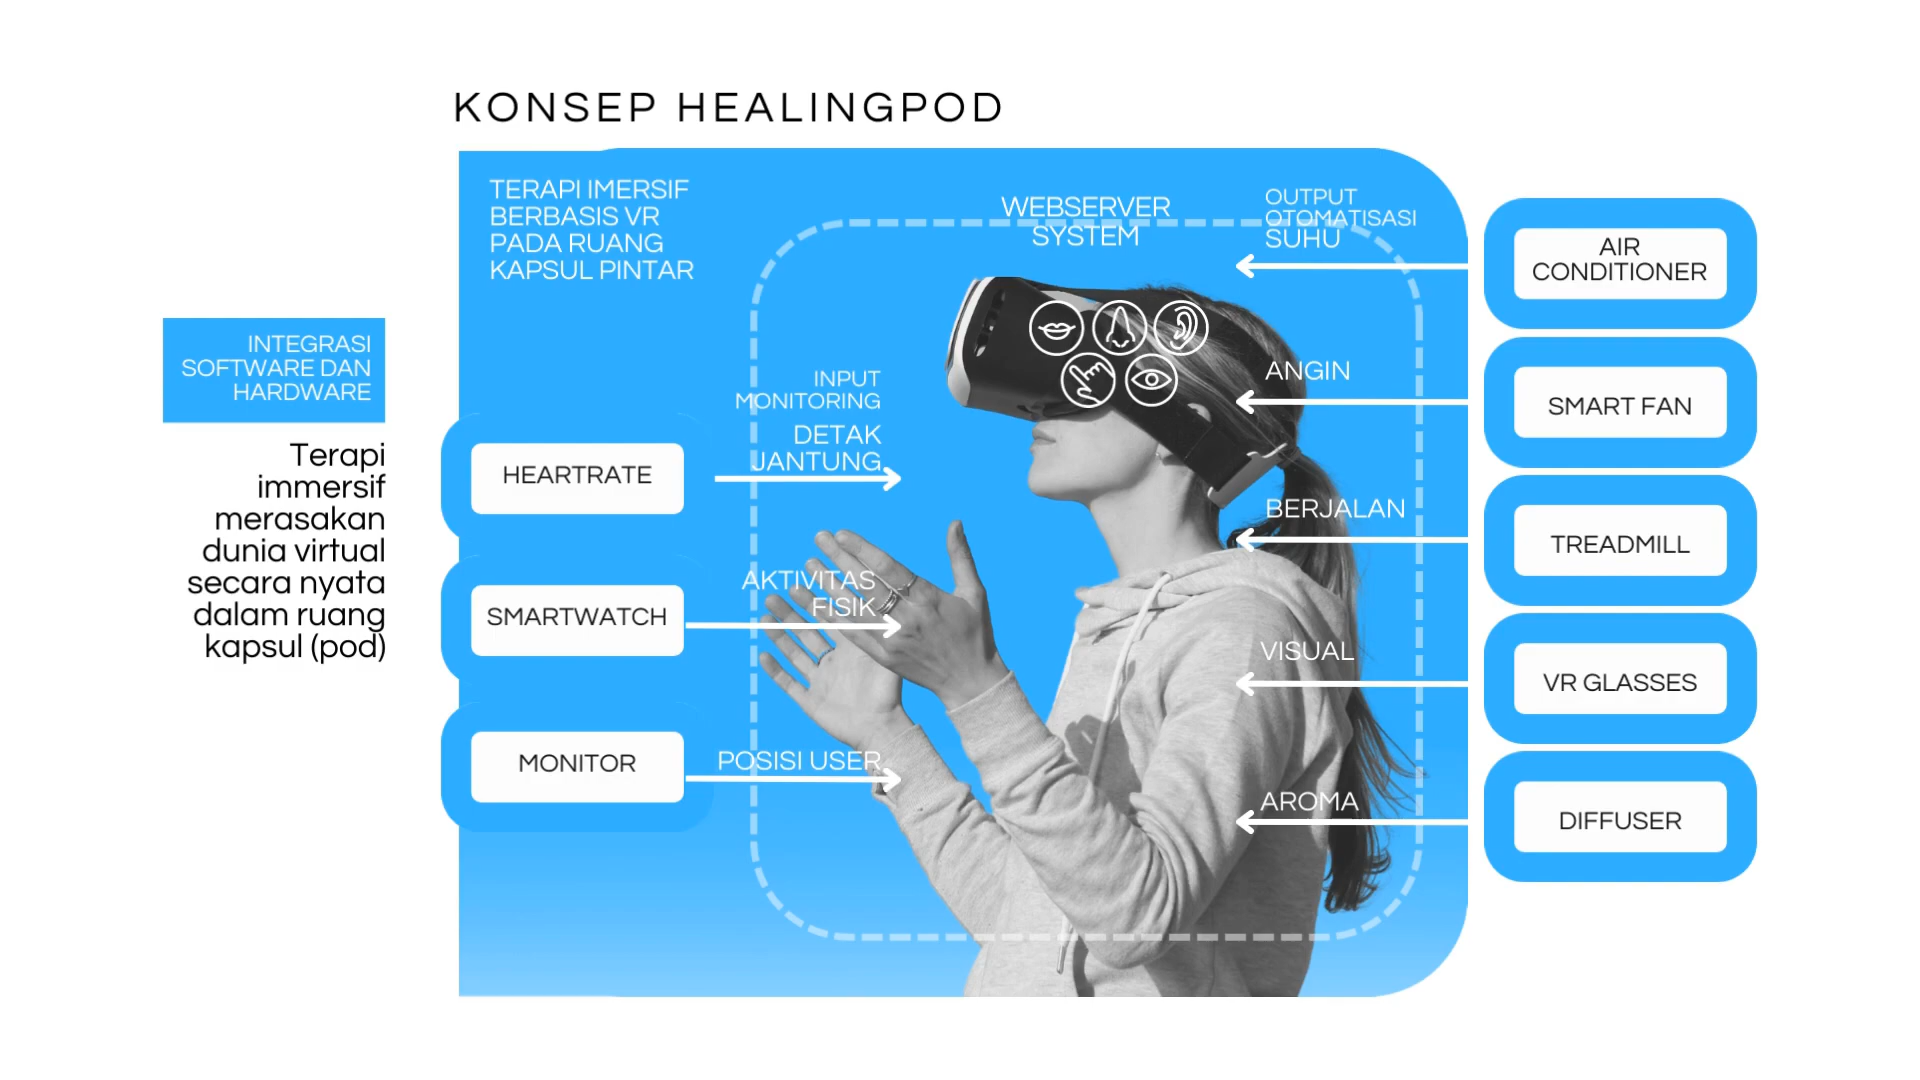 KONSEP HEALINGPOD
TERAPI IMERSIF
BERBASIS VR
PADA RUANG
KAPSUL PINTAR
WEBSERVER
SYSTEM
INTEGRASI
SOFTWARE DAN
HARDWARE
Terapi
immersif
merasakan
dunia virtual
secara nyata
dalam ruang
kapsul (pod)
INPUT
MONITORING
DETAK
JANTUNG
HEARTRATE
AKTIVITAS
FISIK
SMARTWATCH
POSISI USER
MONITOR
OUTPUT
OTOMATISASI
SUHU
AIR
CONDITIONER
ANGIN
SMART FAN
BERJALAN
TREADMILL
VISUAL
VR GLASSES
AROMA
DIFFUSER